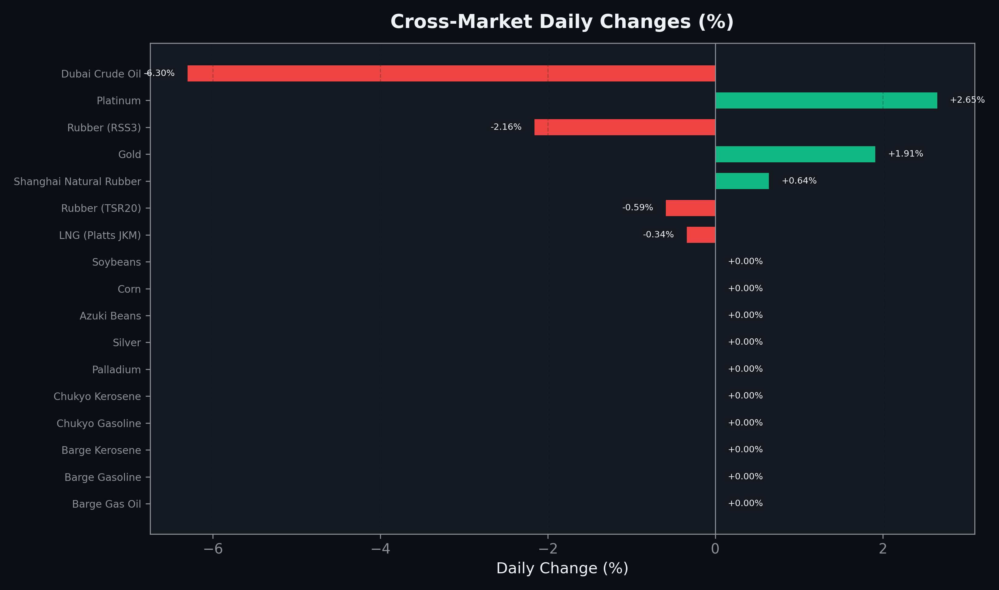 Cross-Market Daily Changes (%)
Dubai Crude Oil -6.30%
Platinum +2.65%
Rubber (RSS3) -2.16%
Gold +1.91%
Shanghai Natural Rubber +0.64%
Rubber (TSR20) -0.59%
LNG (Platts JKM) -0.34%
Soybeans +0.00%
Corn +0.00%
Azuki Beans +0.00%
Silver +0.00%
Palladium +0.00%
Chukyo Kerosene +0.00%
Chukyo Gasoline +0.00%
Barge Kerosene +0.00%
Barge Gasoline +0.00%
Barge Gas Oil +0.00%
−6 −4 −2 0 2
Daily Change (%)